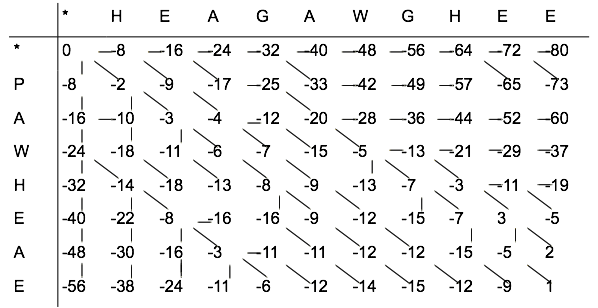 * H E A G A W G H E E
* 0 -8 -16 -24 -32 -40 -48 -56 -64 -72 -80
P -8 -2 -9 -17 -25 -33 -42 -49 -57 -65 -73
A -16 -10 -3 -4 -12 -20 -28 -36 -44 -52 -60
W -24 -18 -11 -6 -7 -15 -5 -13 -21 -29 -37
H -32 -14 -18 -13 -8 -9 -13 -7 -3 -11 -19
E -40 -22 -8 -16 -16 -9 -12 -15 -7 3 -5
A -48 -30 -16 -3 -11 -11 -12 -12 -15 -5 2
E -56 -38 -24 -11 -6 -12 -14 -15 -12 -9 1